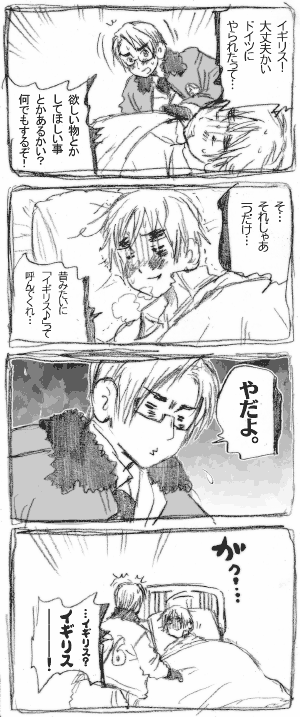 イギリス！
大丈夫かい
ドイツに
やられたって…
欲しい物とか
してほしい事
とかあるかい？
何でもするぞ！
そ…
それじゃあ
一つだけ…
昔みたいに
「イギリス♪」って
呼んでくれ…
やだよ。
がっ…
…イギリス？
イギリス
――！